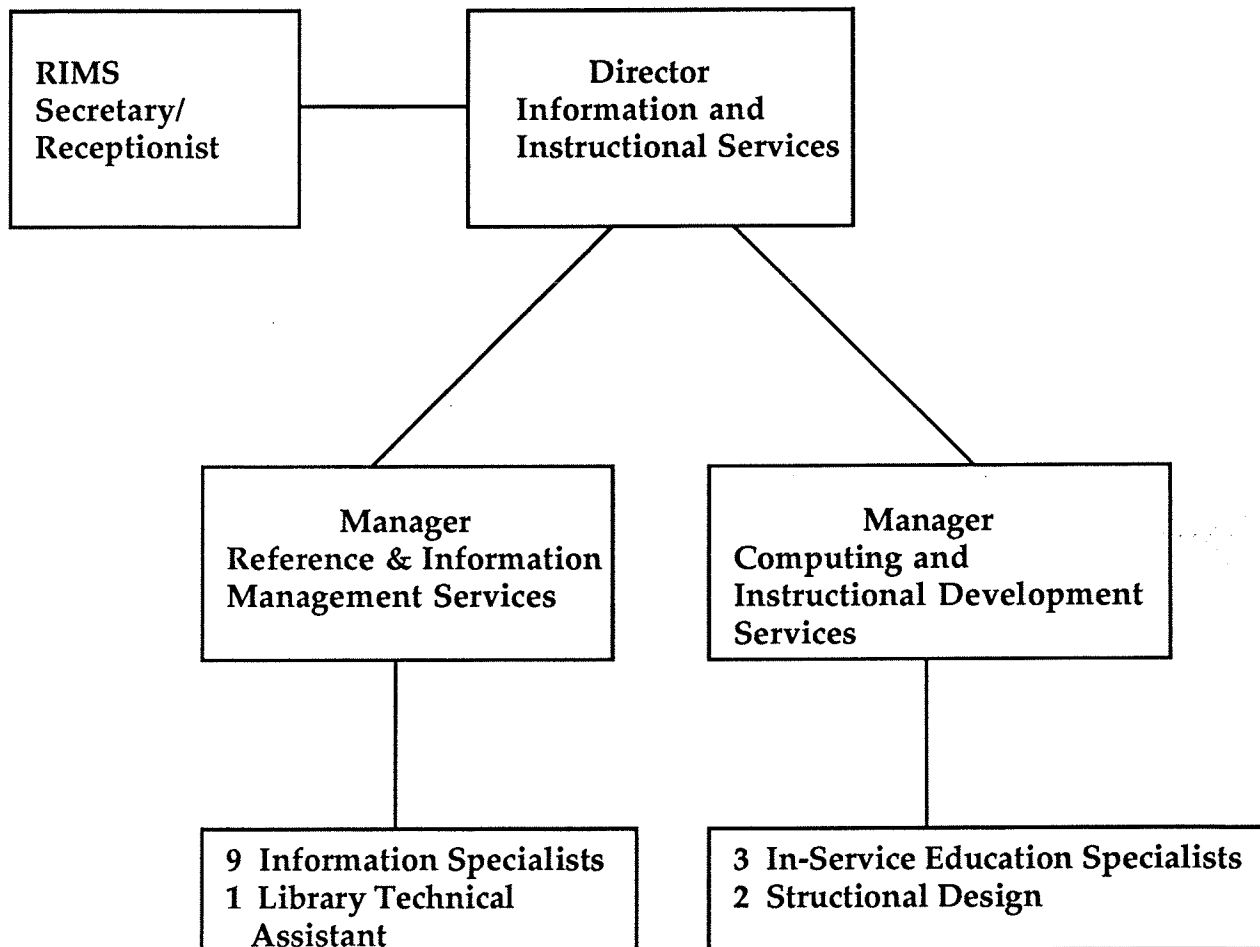 RIMS
Secretary/
Receptionist
Director
Information and
Instructional Services
Manager
Reference & Information
Management Services
Manager
Computing and
Instructional Development
Services
9 Information Specialists
1 Library Technical
Assistant
3 In-Service Education Specialists
2 Structional Design